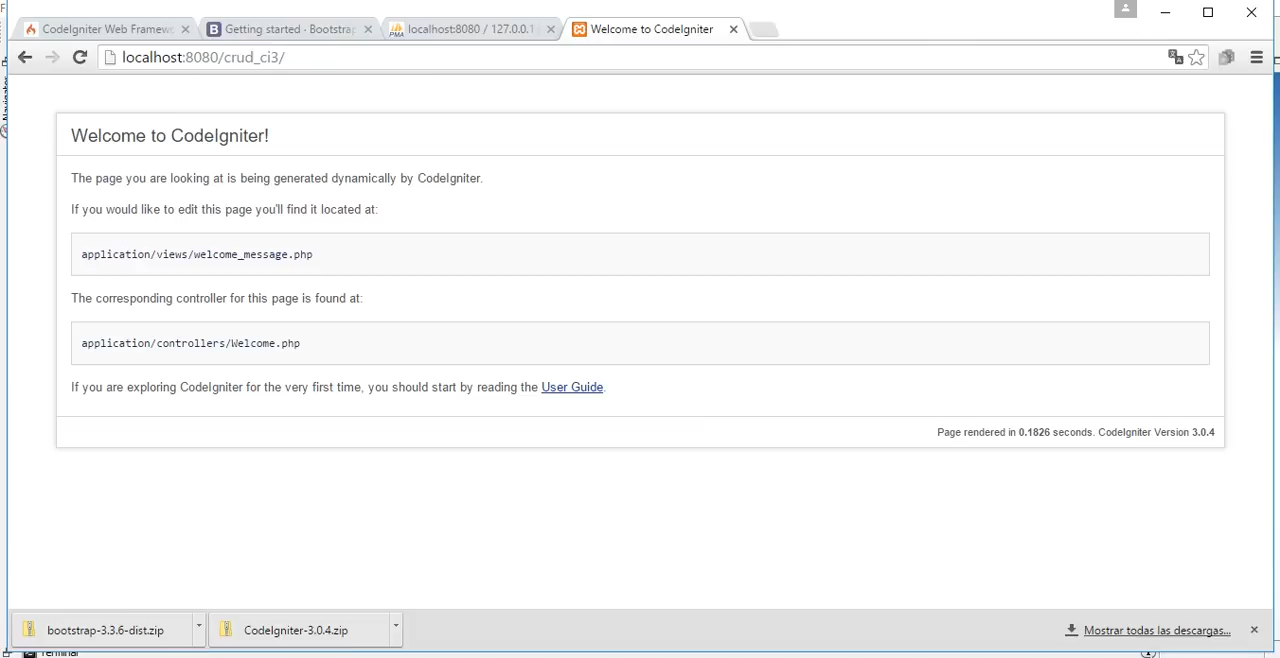 CodeIgniter Web Framew
Getting started · Bootstrap
localhost:8080 / 127.0.0.1
Welcome to CodeIgniter
localhost:8080/crud_ci3/
Welcome to CodeIgniter!
The page you are looking at is being generated dynamically by CodeIgniter.
If you would like to edit this page you'll find it located at:
application/views/welcome_message.php
The corresponding controller for this page is found at:
application/controllers/Welcome.php
If you are exploring CodeIgniter for the very first time, you should start by reading the User Guide.
Page rendered in 0.1826 seconds. CodeIgniter Version 3.0.4
bootstrap-3.3.6-dist.zip
CodeIgniter-3.0.4.zip
Mostrar todas las descargas...
Terminal